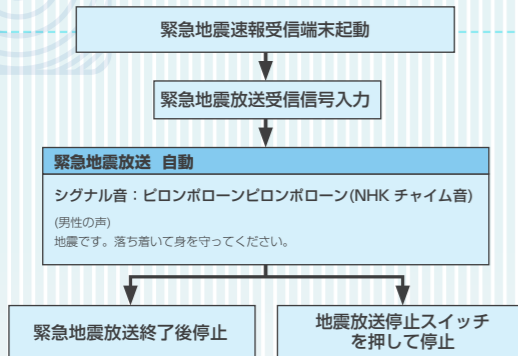 緊急地震速報受信端末起動
緊急地震放送受信信号入力
緊急地震放送 自動
シグナル音：ピロンポローンピロンポローン(NHK チャイム音)
(男性の声)
地震です。落ち着いて身を守ってください。
緊急地震放送終了後停止
地震放送停止スイッチ
を押して停止